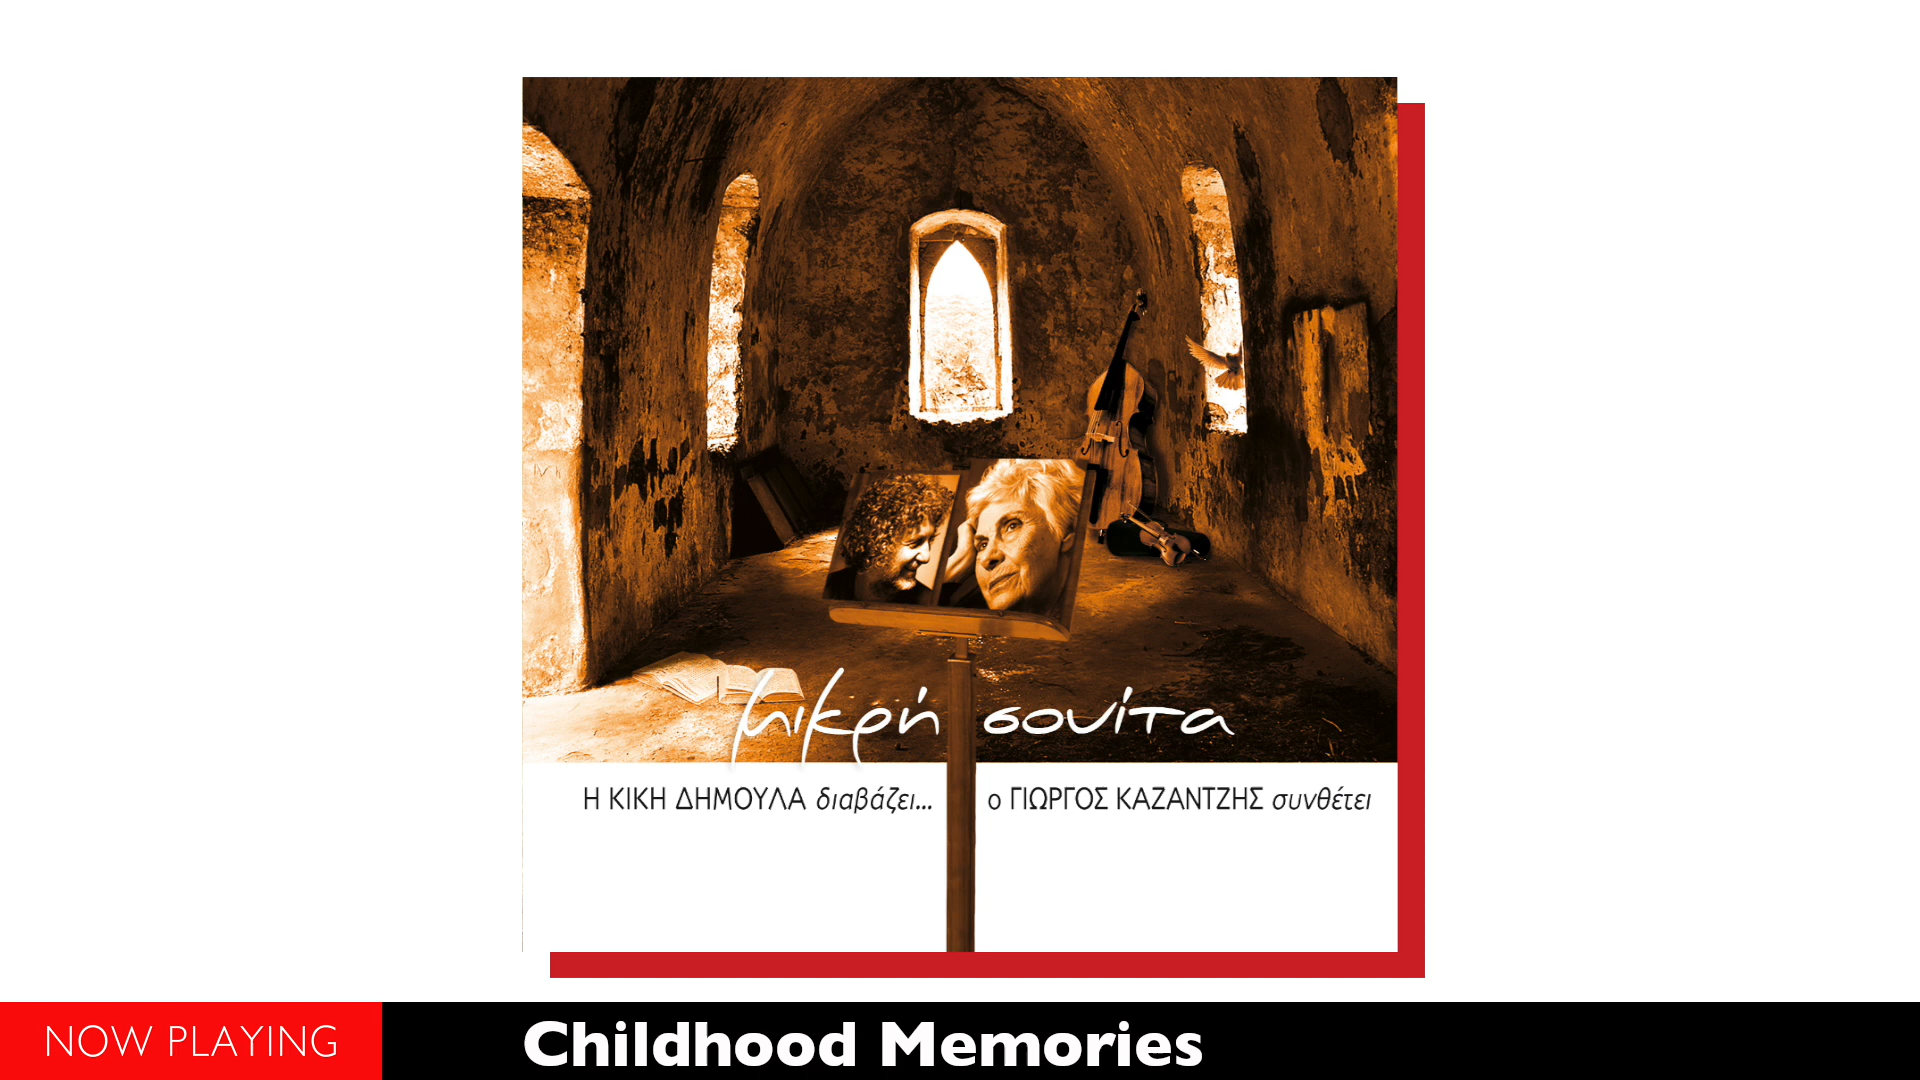 μικρή σουίτα
Η ΚΙΚΗ ΔΗΜΟΥΛΑ διαβάζει... ο ΓΙΩΡΓΟΣ ΚΑΖΑΝΤΖΗΣ συνθέτει
NOW PLAYING Childhood Memories